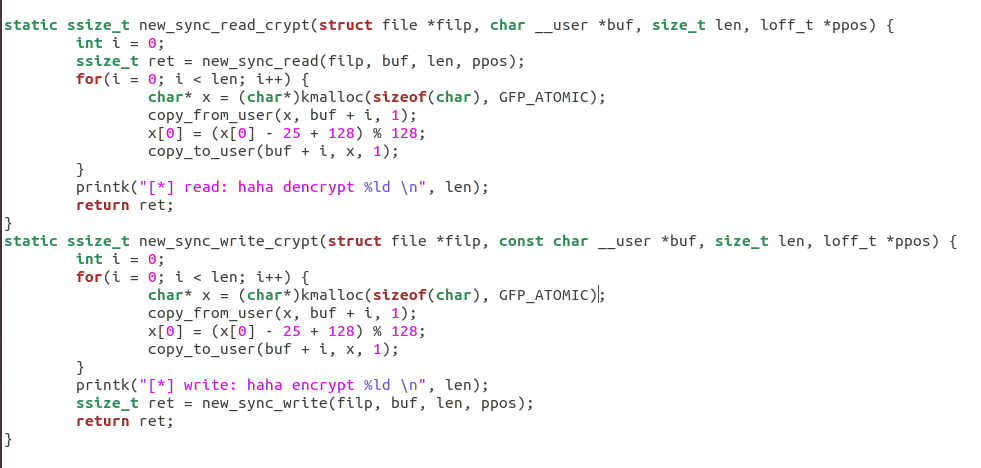 static ssize_t new_sync_read_crypt(struct file *filp, char __user *buf, size_t len, loff_t *ppos) {
        int i = 0;
        ssize_t ret = new_sync_read(filp, buf, len, ppos);
        for(i = 0; i < len; i++) {
                char* x = (char*)kmalloc(sizeof(char), GFP_ATOMIC);
                copy_from_user(x, buf + i, 1);
                x[0] = (x[0] - 25 + 128) % 128;
                copy_to_user(buf + i, x, 1);
        }
        printk("[*] read: haha dencrypt %ld \n", len);
        return ret;
}
static ssize_t new_sync_write_crypt(struct file *filp, const char __user *buf, size_t len, loff_t *ppos) {
        int i = 0;
        for(i = 0; i < len; i++) {
                char* x = (char*)kmalloc(sizeof(char), GFP_ATOMIC);
                copy_from_user(x, buf + i, 1);
                x[0] = (x[0] - 25 + 128) % 128;
                copy_to_user(buf + i, x, 1);
        }
        printk("[*] write: haha encrypt %ld \n", len);
        ssize_t ret = new_sync_write(filp, buf, len, ppos);
        return ret;
}